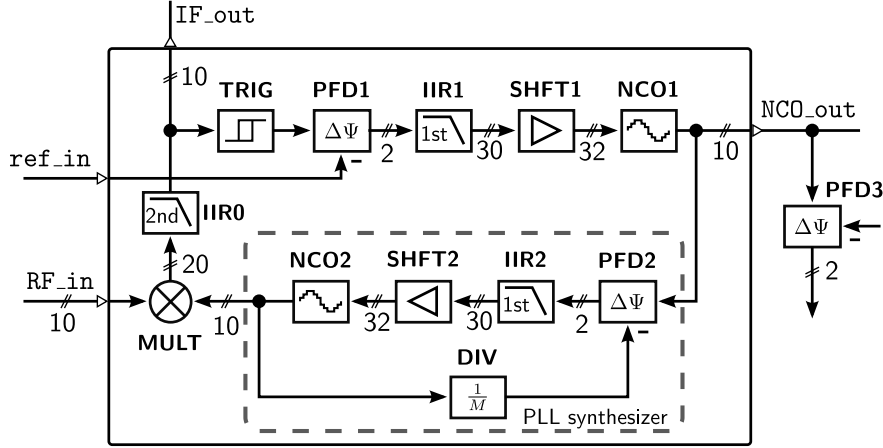 IF_out
10
TRIG PFD1 IIR1 SHFT1 NCO1 NCO_out
ΔΨ 1st
2 30 32 10
ref_in
2nd IIR0 PFD3
ΔΨ
20 NCO2 SHFT2 IIR2 PFD2 2
RF_in
1st ΔΨ
10 10 32 30 2
MULT DIV
1/M
PLL synthesizer